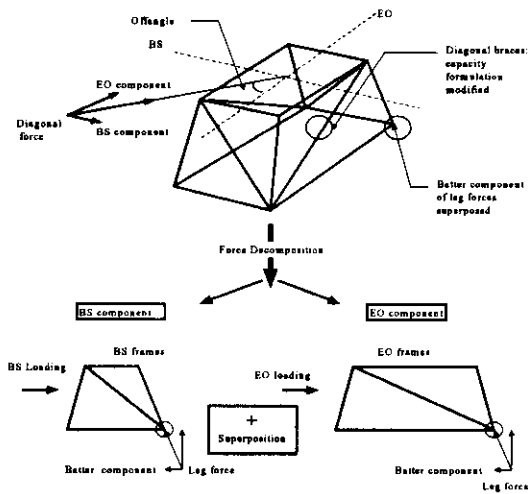 EO
Offangle
BS
Diagonal braces:
capacity
formulation
modified
EO component
BS component
Diagonal
force
Batter component
of leg forces
superposed
Force Decomposition
BS component
EO component
BS Loading
BS frames
EO loading
EO frames
+
Superposition
Batter component
Leg force
Batter component
Leg force